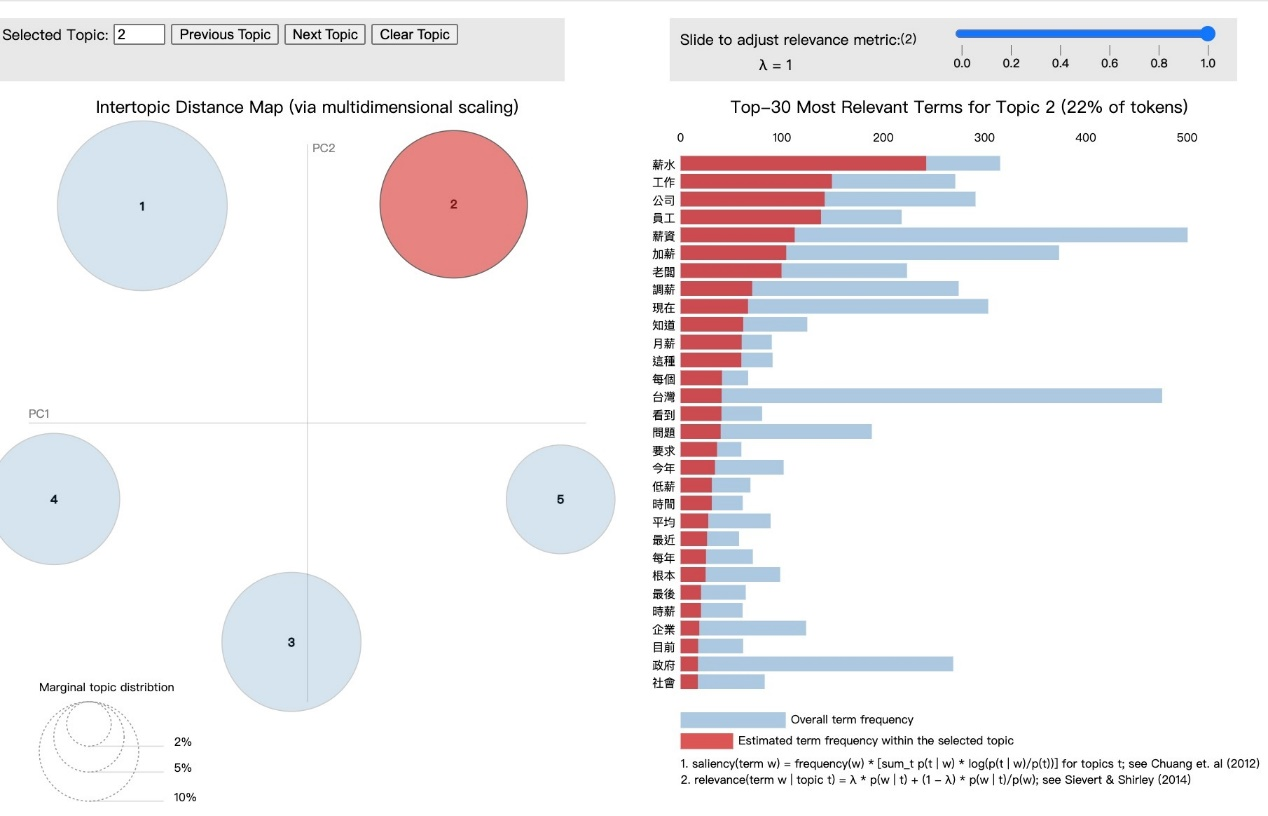 Selected Topic: 2 Previous Topic Next Topic Clear Topic
Slide to adjust relevance metric:(2)
λ = 1
0.0 0.2 0.4 0.6 0.8 1.0
Intertopic Distance Map (via multidimensional scaling)
PC2
PC1
1
2
4
5
3
Marginal topic distribtion
2%
5%
10%
Top-30 Most Relevant Terms for Topic 2 (22% of tokens)
0 100 200 300 400 500
薪水
工作
公司
員工
薪資
加薪
老闆
調薪
現在
知道
月薪
這種
每個
台灣
看到
問題
要求
今年
低薪
時間
平均
最近
每年
根本
最後
時薪
企業
目前
政府
社會
Overall term frequency
Estimated term frequency within the selected topic
1. saliency(term w) = frequency(w) * [sum_t p(t | w) * log(p(t | w)/p(t))] for topics t; see Chuang et. al (2012)
2. relevance(term w | topic t) = λ * p(w | t) + (1 - λ) * p(w | t)/p(w); see Sievert & Shirley (2014)